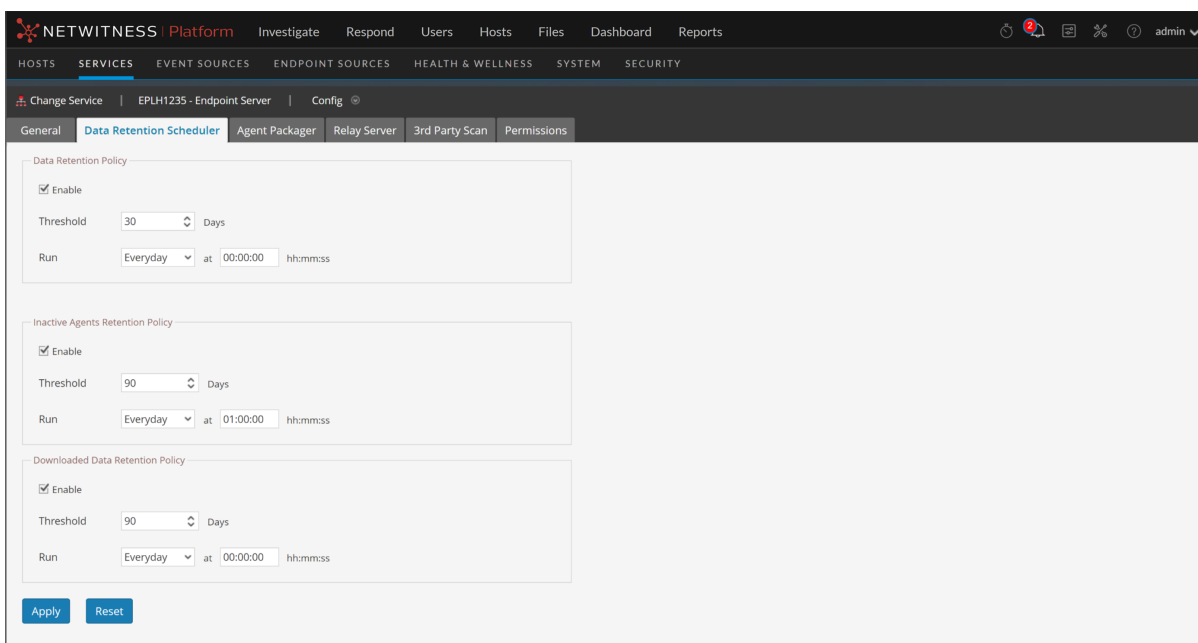 NETWITNESS | Platform Investigate Respond Users Hosts Files Dashboard Reports 2 admin
HOSTS SERVICES EVENT SOURCES ENDPOINT SOURCES HEALTH & WELLNESS SYSTEM SECURITY
Change Service | EPLH1235 - Endpoint Server | Config
General Data Retention Scheduler Agent Packager Relay Server 3rd Party Scan Permissions
Data Retention Policy
Enable
Threshold 30 Days
Run Everyday at 00:00:00 hh:mm:ss
Inactive Agents Retention Policy
Enable
Threshold 90 Days
Run Everyday at 01:00:00 hh:mm:ss
Downloaded Data Retention Policy
Enable
Threshold 90 Days
Run Everyday at 00:00:00 hh:mm:ss
Apply Reset